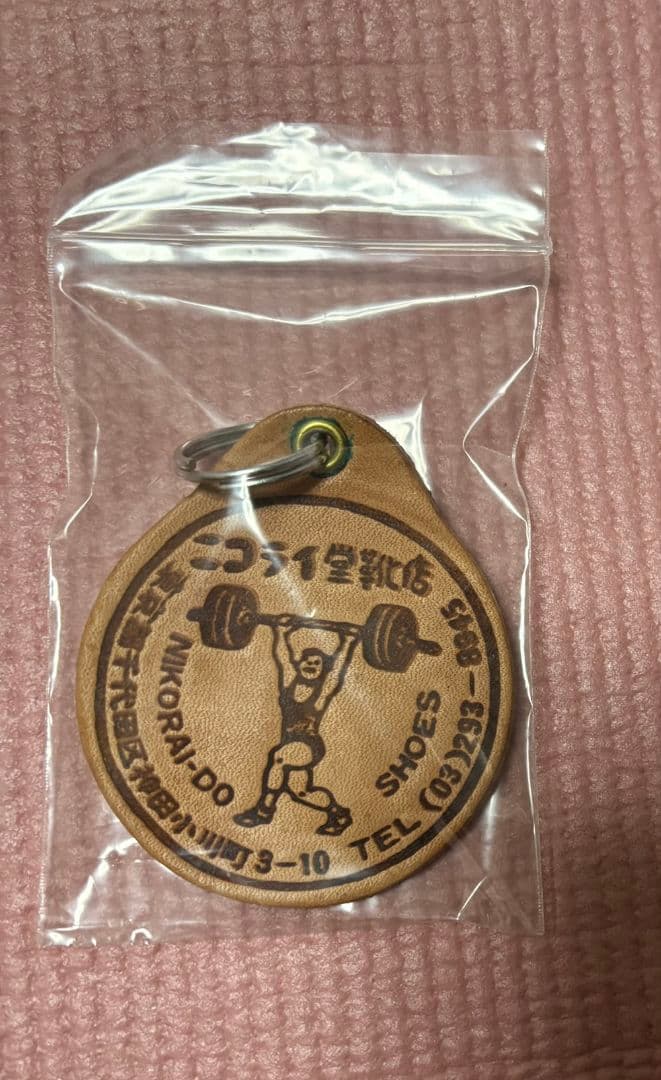 ニコライ堂靴店
東京都千代田区神田小川町3-10
TEL (03)293-8945
NIKORAI-DO
SHOES